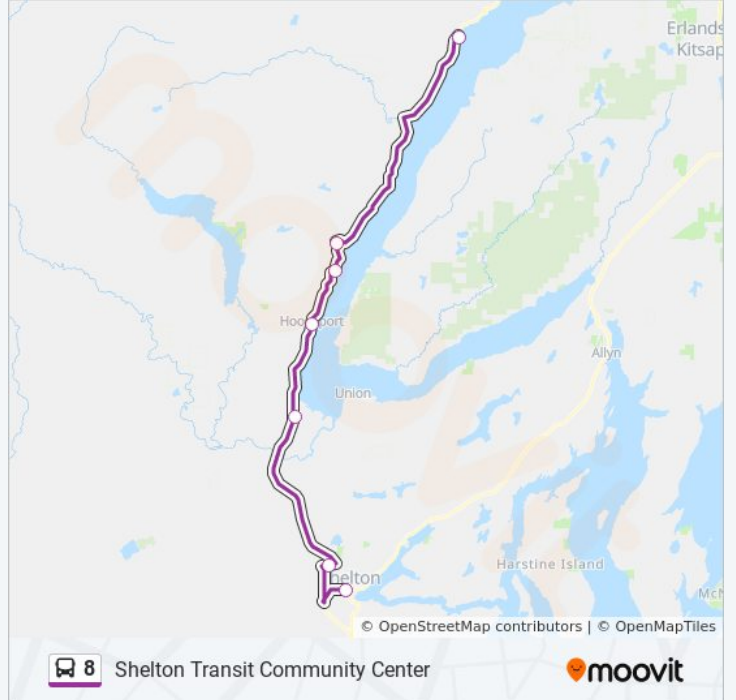 Erlands
Kitsap
Hoodsport
Allyn
Union
Harstine Island
Shelton
McN
© OpenStreetMap contributors | © OpenMapTiles
8 Shelton Transit Community Center
moovit